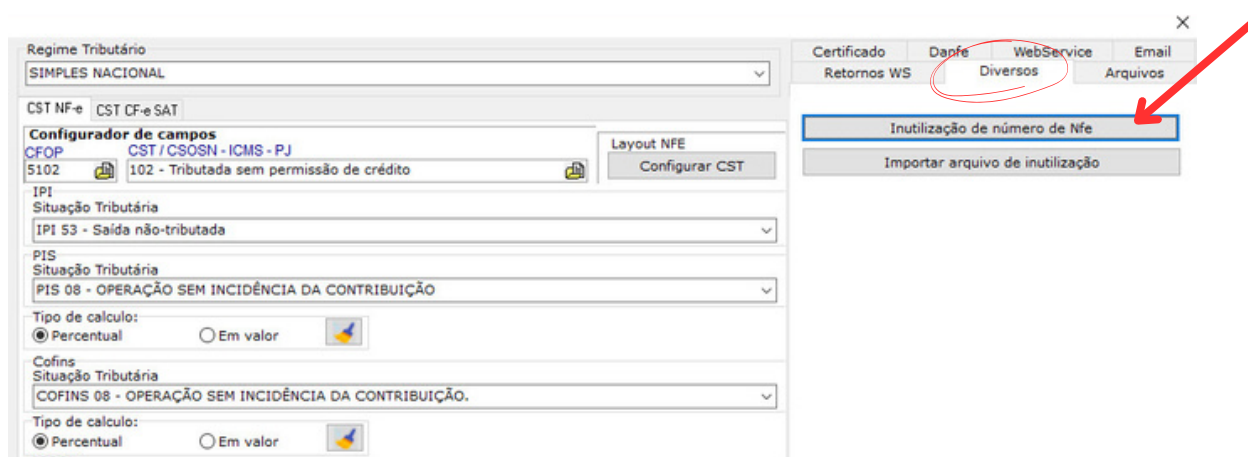 Regime Tributário
SIMPLES NACIONAL
CST NF-e CST CF-e SAT
Configurador de campos
CFOP CST / CSOSN - ICMS - PJ
5102 102 - Tributada sem permissão de crédito
Layout NFE
Configurar CST
IPI
Situação Tributária
IPI 53 - Saída não-tributada
PIS
Situação Tributária
PIS 08 - OPERAÇÃO SEM INCIDÊNCIA DA CONTRIBUIÇÃO
Tipo de calculo:
Percentual Em valor
Cofins
Situação Tributária
COFINS 08 - OPERAÇÃO SEM INCIDÊNCIA DA CONTRIBUIÇÃO.
Tipo de calculo:
Percentual Em valor
Certificado Danfe WebService Email
Retornos WS Diversos Arquivos
Inutilização de número de Nfe
Importar arquivo de inutilização